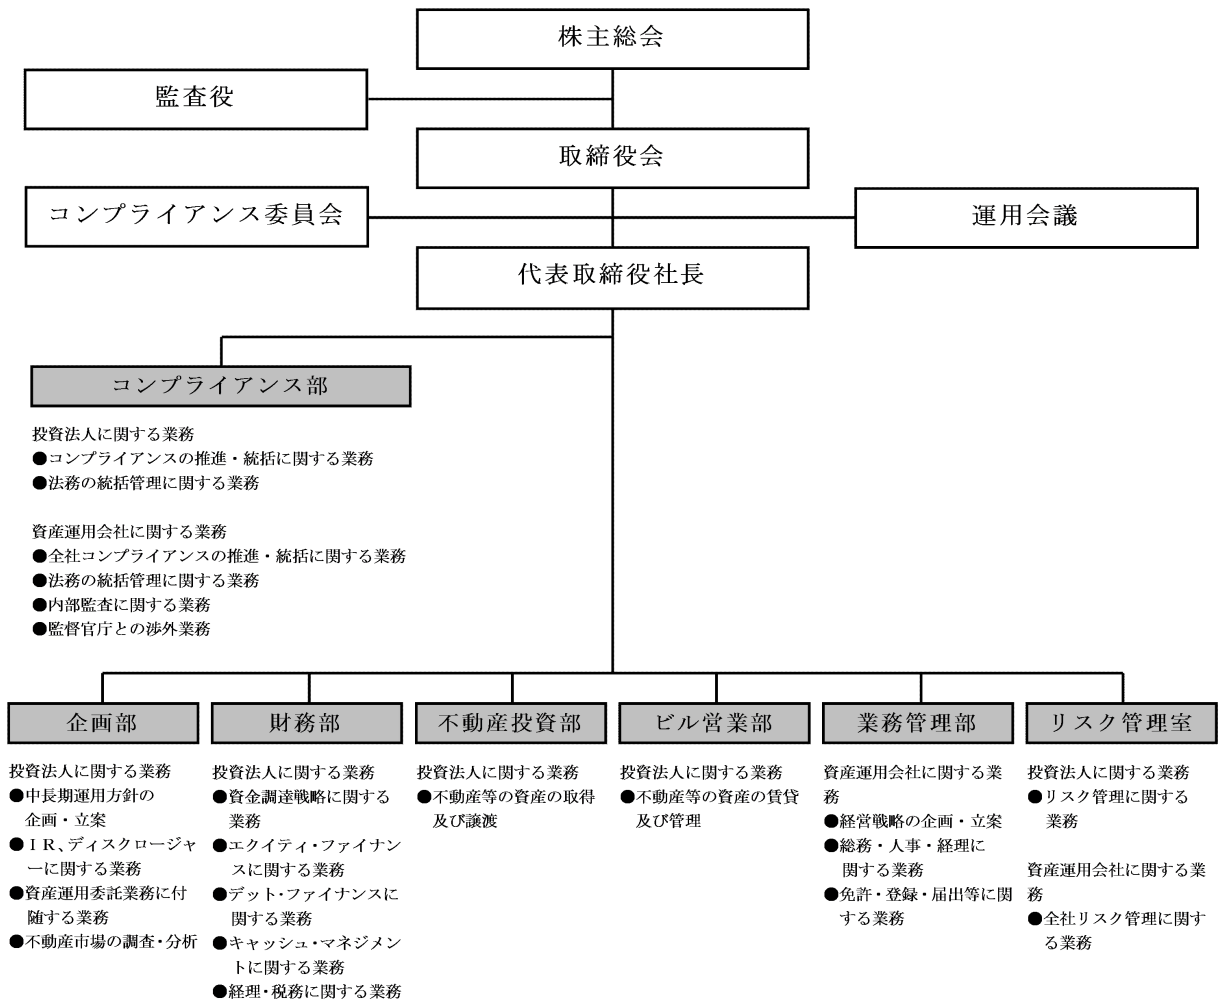 株主総会
監査役
取締役会
コンプライアンス委員会
運用会議
代表取締役社長
コンプライアンス部
投資法人に関する業務
●コンプライアンスの推進・統括に関する業務
●法務の統括管理に関する業務
資産運用会社に関する業務
●全社コンプライアンスの推進・統括に関する業務
●法務の統括管理に関する業務
●内部監査に関する業務
●監督官庁との渉外業務
企画部
投資法人に関する業務
●中長期運用方針の
企画・立案
●ＩＲ、ディスクロージャ
ーに関する業務
●資産運用委託業務に付
随する業務
●不動産市場の調査・分析
財務部
投資法人に関する業務
●資金調達戦略に関する
業務
●エクイティ・ファイナン
スに関する業務
●デット・ファイナンスに
関する業務
●キャッシュ・マネジメン
トに関する業務
●経理・税務に関する業務
不動産投資部
投資法人に関する業務
●不動産等の資産の取得
及び譲渡
ビル営業部
投資法人に関する業務
●不動産等の資産の賃貸
及び管理
業務管理部
資産運用会社に関する業
務
●経営戦略の企画・立案
●総務・人事・経理に
関する業務
●免許・登録・届出等に関
する業務
リスク管理室
投資法人に関する業務
●リスク管理に関する
業務
資産運用会社に関する業
務
●全社リスク管理に関す
る業務